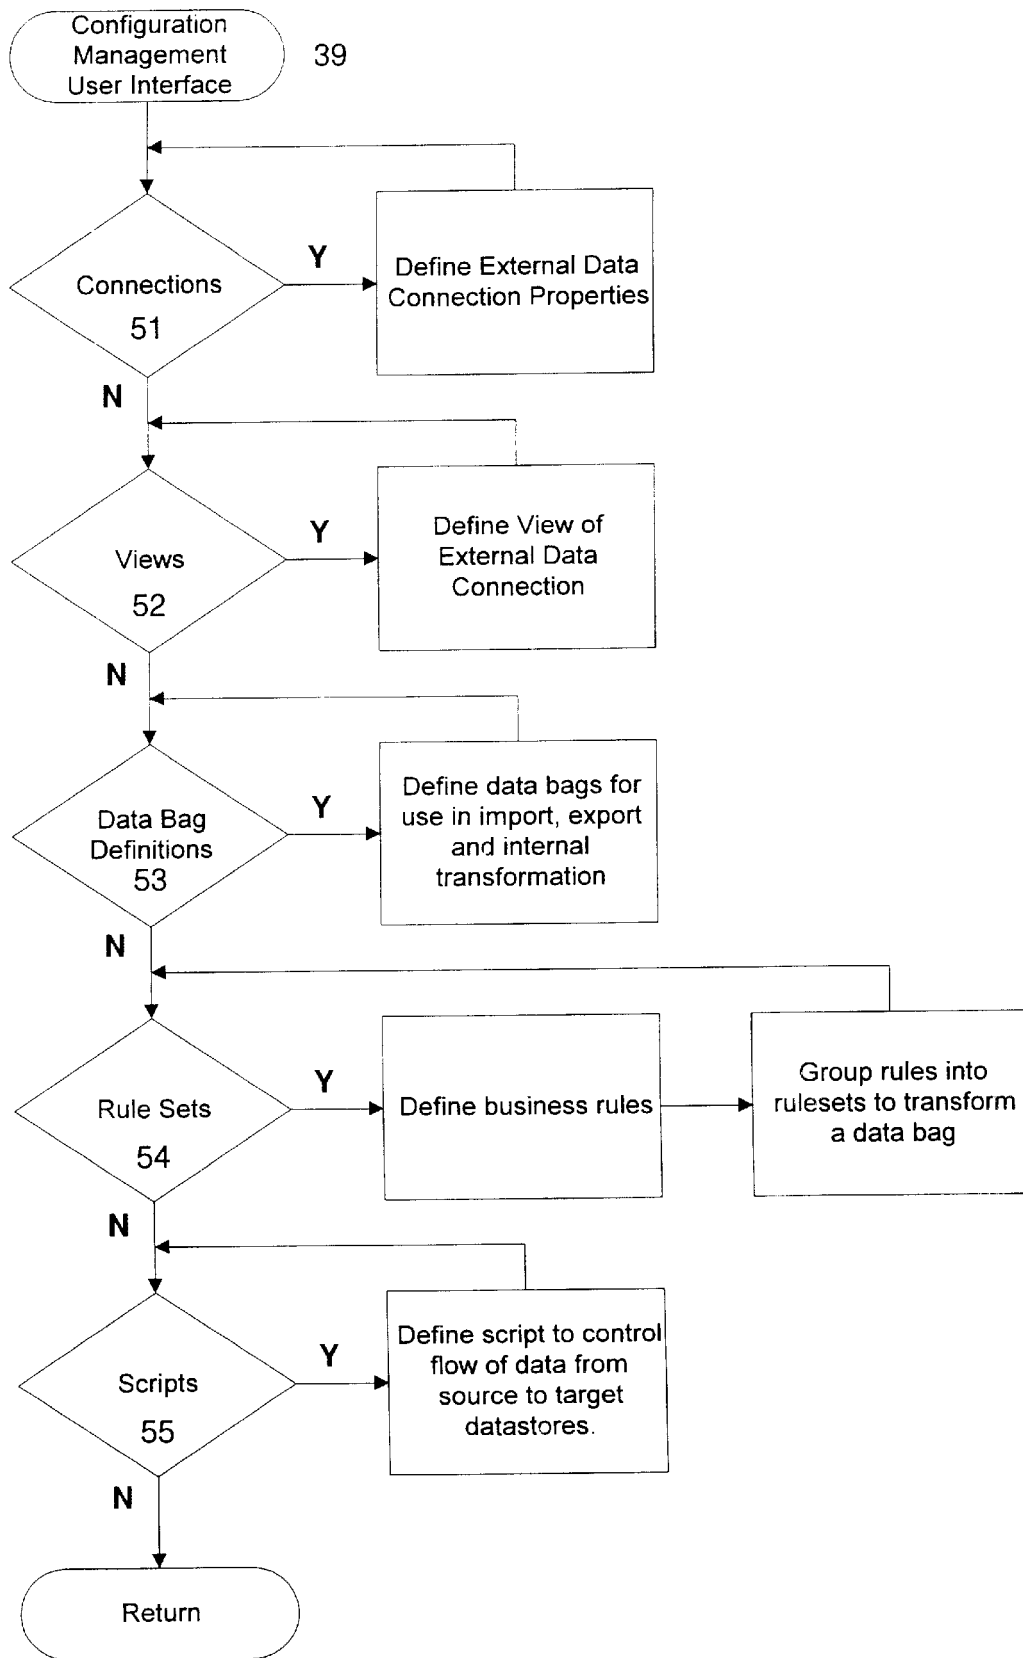 Configuration
Management
User Interface
39
Connections
51
Y
Define External Data
Connection Properties
N
Views
52
Y
Define View of
External Data
Connection
N
Data Bag
Definitions
53
Y
Define data bags for
use in import, export
and internal
transformation
N
Rule Sets
54
Y
Define business rules
Group rules into
rulesets to transform
a data bag
N
Scripts
55
Y
Define script to control
flow of data from
source to target
datastores.
N
Return